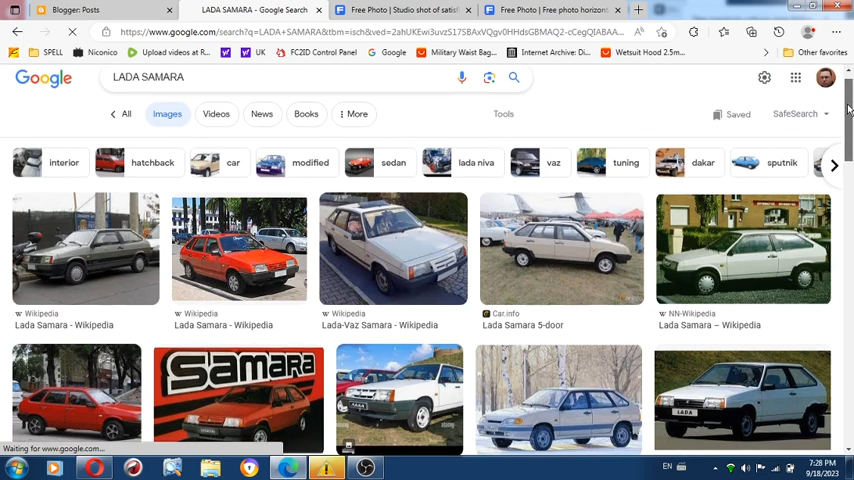 Blogger: Posts
LADA SAMARA - Google Search
Free Photo | Studio shot of satisf
Free Photo | Free photo horizont
https://www.google.com/search?q=LADA+SAMARA&tbm=isch&ved=2ahUKEwi3uvzS17SBAxVQgv0HHdsGBMAQ2-cCegQIABAA...
SPELL
Niconico
Upload videos at R...
UK
FC2ID Control Panel
Google
Military Waist Bag...
Internet Archive: Di...
Wetsuit Hood 2.5m...
Other favorites
Google
LADA SAMARA
All
Images
Videos
News
Books
More
Tools
Saved
SafeSearch
interior
hatchback
car
modified
sedan
lada niva
vaz
tuning
dakar
sputnik
Wikipedia
Lada Samara - Wikipedia
Wikipedia
Lada Samara - Wikipedia
Wikipedia
Lada-Vaz Samara - Wikipedia
Car.info
Lada Samara 5-door
NN-Wikipedia
Lada Samara – Wikipedia
SAMARA
LADA
Waiting for www.google.com...
EN
7:28 PM
9/18/2023